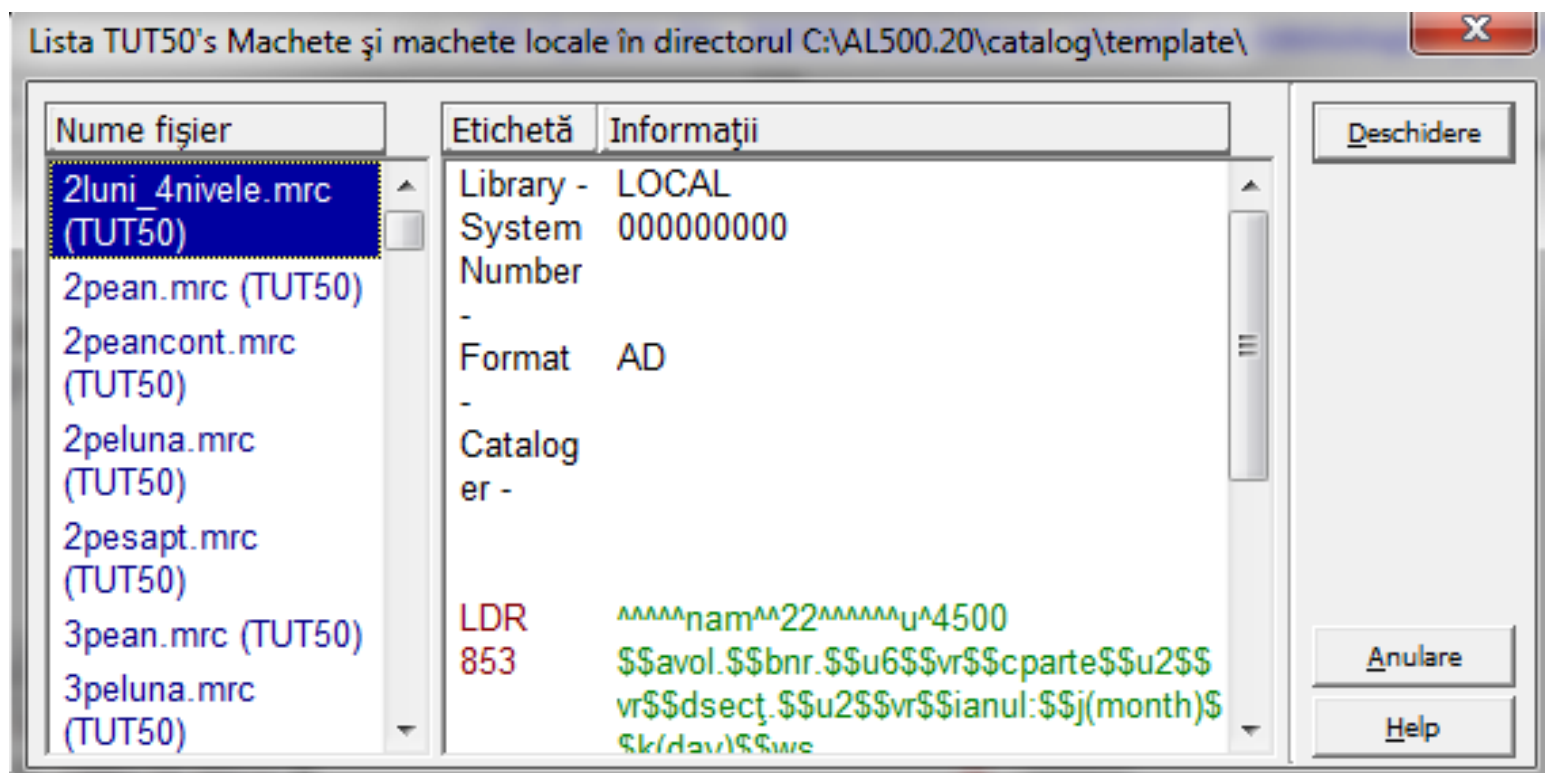 Lista TUT50's Machete şi machete locale în directorul C:\AL500.20\catalog\template\
X
Nume fişier
2luni_4nivele.mrc
(TUT50)
2pean.mrc (TUT50)
2peancont.mrc
(TUT50)
2peluna.mrc
(TUT50)
2pesapt.mrc
(TUT50)
3pean.mrc (TUT50)
3peluna.mrc
(TUT50)
Etichetă Informaţii
Library - LOCAL
System 000000000
Number
-
Format AD
-
Catalog
er -
LDR ^^^^^nam^^22^^^^^^u^4500
853 $$avol.$$bnr.$$u6$$vr$$cparte$$u2$$
vr$$dsecţ.$$u2$$vr$$ianul:$$j(month)$
$k(day)$$ws
Deschidere
Anulare
Help